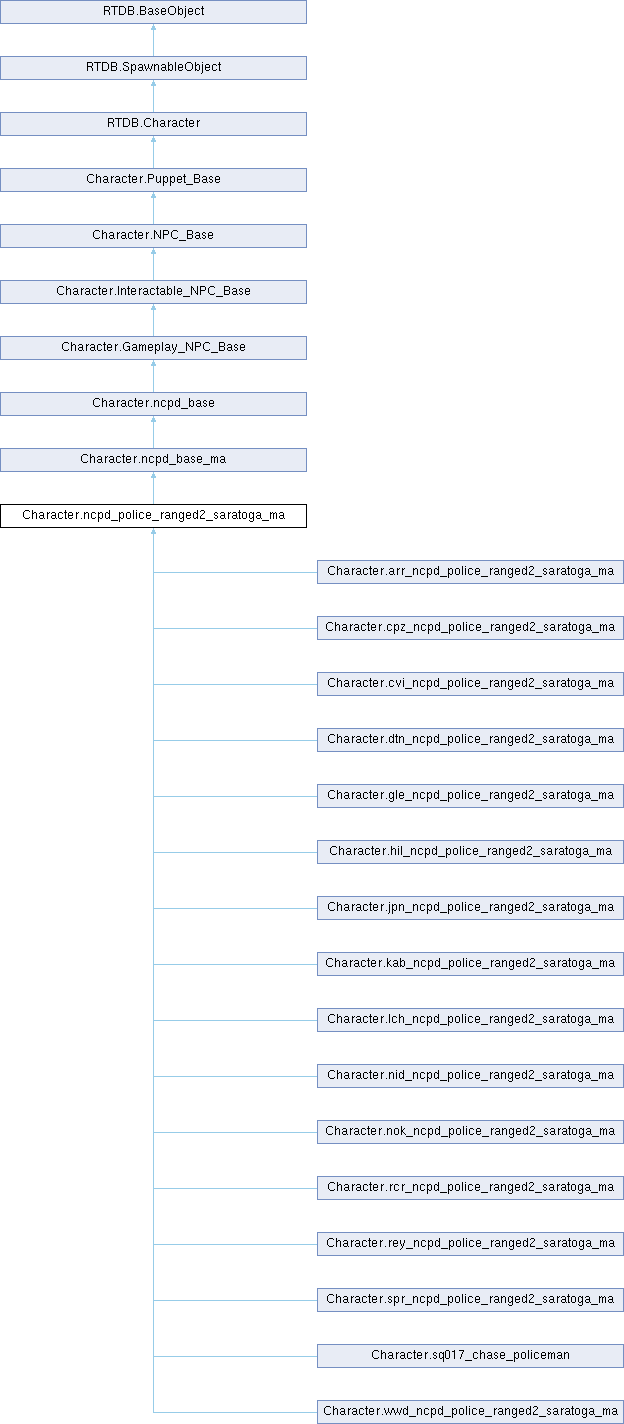 RTDB.BaseObject
RTDB.SpawnableObject
RTDB.Character
Character.Puppet_Base
Character.NPC_Base
Character.Interactable_NPC_Base
Character.Gameplay_NPC_Base
Character.ncpd_base
Character.ncpd_base_ma
Character.ncpd_police_ranged2_saratoga_ma
Character.arr_ncpd_police_ranged2_saratoga_ma
Character.cpz_ncpd_police_ranged2_saratoga_ma
Character.cvi_ncpd_police_ranged2_saratoga_ma
Character.dtn_ncpd_police_ranged2_saratoga_ma
Character.gle_ncpd_police_ranged2_saratoga_ma
Character.hil_ncpd_police_ranged2_saratoga_ma
Character.jpn_ncpd_police_ranged2_saratoga_ma
Character.kab_ncpd_police_ranged2_saratoga_ma
Character.lch_ncpd_police_ranged2_saratoga_ma
Character.nid_ncpd_police_ranged2_saratoga_ma
Character.nok_ncpd_police_ranged2_saratoga_ma
Character.rcr_ncpd_police_ranged2_saratoga_ma
Character.rey_ncpd_police_ranged2_saratoga_ma
Character.spr_ncpd_police_ranged2_saratoga_ma
Character.sq017_chase_policeman
Character.wwd_ncpd_police_ranged2_saratoga_ma